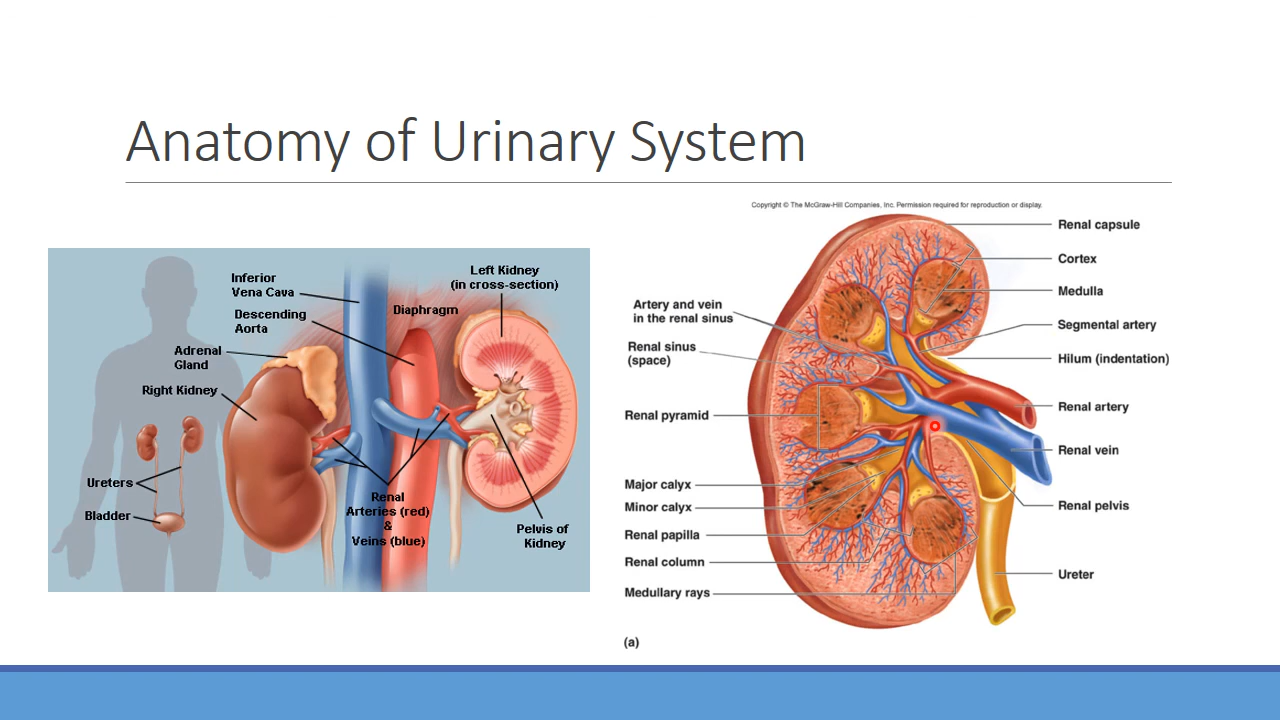 Anatomy of Urinary System
Inferior
Vena Cava
Descending
Aorta
Adrenal
Gland
Right Kidney
Ureters
Bladder
Diaphragm
Left Kidney
(in cross-section)
Renal
Arteries (red)
&
Veins (blue)
Pelvis of
Kidney
Copyright © The McGraw-Hill Companies, Inc. Permission required for reproduction or display.
Artery and vein
in the renal sinus
Renal sinus
(space)
Renal pyramid
Major calyx
Minor calyx
Renal papilla
Renal column
Medullary rays
Renal capsule
Cortex
Medulla
Segmental artery
Hilum (indentation)
Renal artery
Renal vein
Renal pelvis
Ureter
(a)